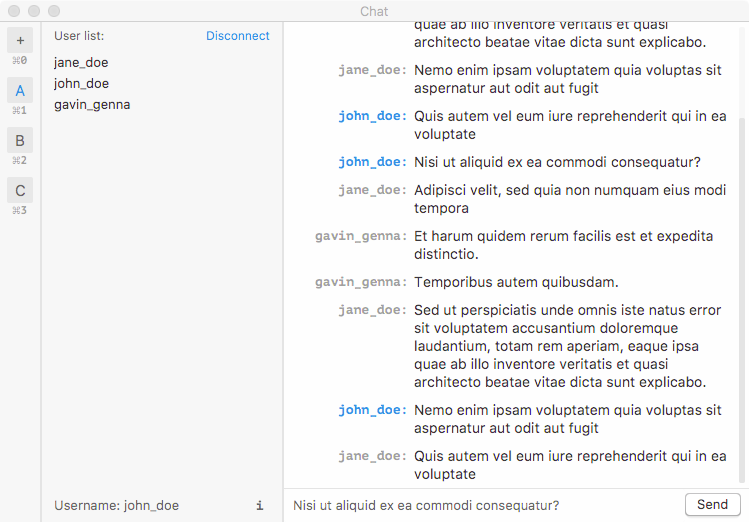 Chat
+
⌘0
A
⌘1
B
⌘2
C
⌘3
User list:
Disconnect
jane_doe
john_doe
gavin_genna
Username: john_doe
i
quae ab illo inventore veritatis et quasi
architecto beatae vitae dicta sunt explicabo.
jane_doe: Nemo enim ipsam voluptatem quia voluptas sit
aspernatur aut odit aut fugit
john_doe: Quis autem vel eum iure reprehenderit qui in ea
voluptate
john_doe: Nisi ut aliquid ex ea commodi consequatur?
jane_doe: Adipisci velit, sed quia non numquam eius modi
tempora
gavin_genna: Et harum quidem rerum facilis est et expedita
distinctio.
gavin_genna: Temporibus autem quibusdam.
jane_doe: Sed ut perspiciatis unde omnis iste natus error
sit voluptatem accusantium doloremque
laudantium, totam rem aperiam, eaque ipsa
quae ab illo inventore veritatis et quasi
architecto beatae vitae dicta sunt explicabo.
john_doe: Nemo enim ipsam voluptatem quia voluptas sit
aspernatur aut odit aut fugit
jane_doe: Quis autem vel eum iure reprehenderit qui in ea
voluptate
Nisi ut aliquid ex ea commodi consequatur?
Send